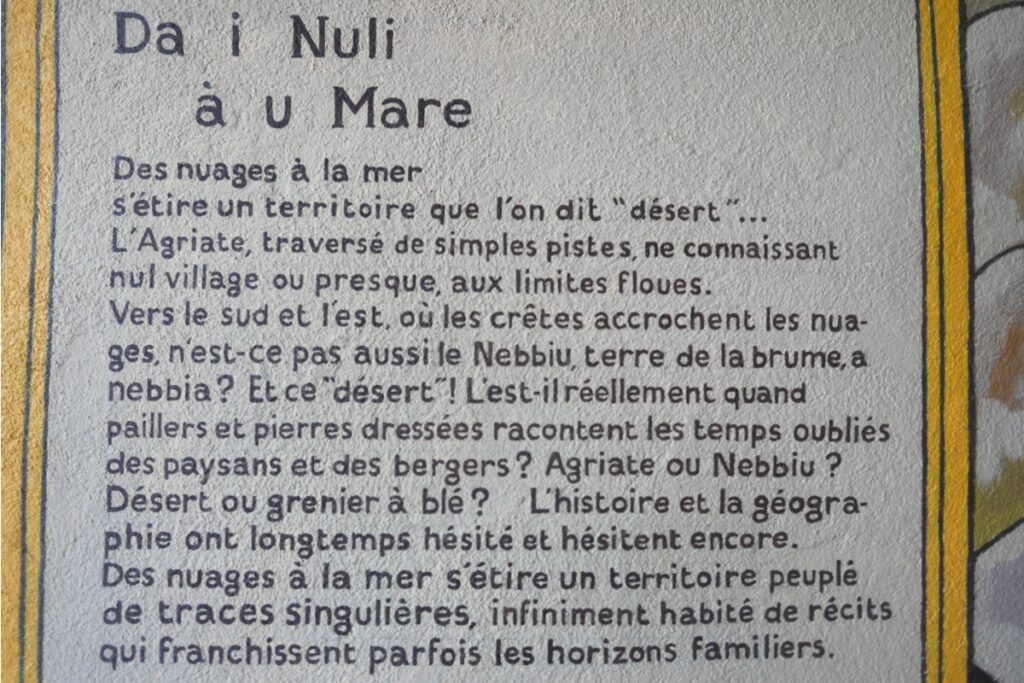 Da i Nuli
à u Mare
Des nuages à la mer
s'étire un territoire que l'on dit "désert"...
L'Agriate, traversé de simples pistes, ne connaissant
nul village ou presque, aux limites floues.
Vers le sud et l'est, où les crêtes accrochent les nua-
ges, n'est-ce pas aussi le Nebbiu, terre de la brume, a
nebbia? Et ce "désert"! L'est-il réellement quand
paillers et pierres dressées racontent les temps oubliés
des paysans et des bergers? Agriate ou Nebbiu ?
Désert ou grenier à blé? L'histoire et la géogra-
phie ont longtemps hésité et hésitent encore.
Des nuages à la mer s'étire un territoire peuplé
de traces singulières, infiniment habité de récits
qui franchissent parfois les horizons familiers.